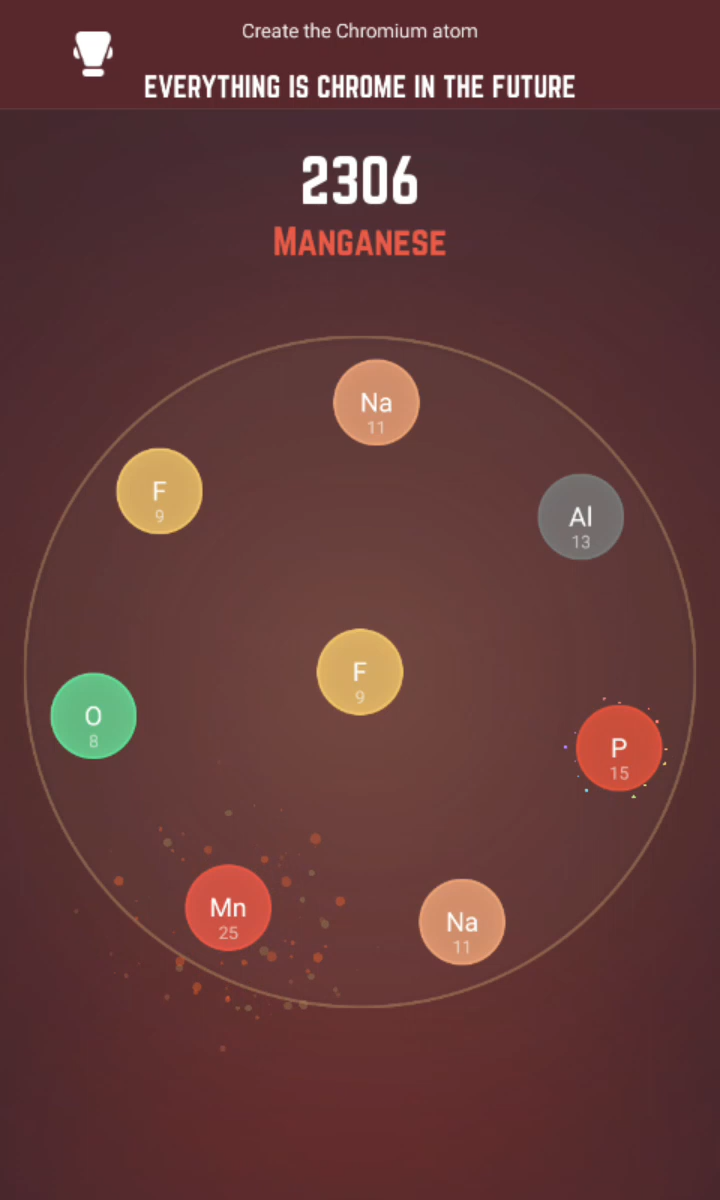 Create the Chromium atom
EVERYTHING IS CHROME IN THE FUTURE
2306
MANGANESE
Na
11
F
9
Al
13
F
9
O
8
P
15
Mn
25
Na
11